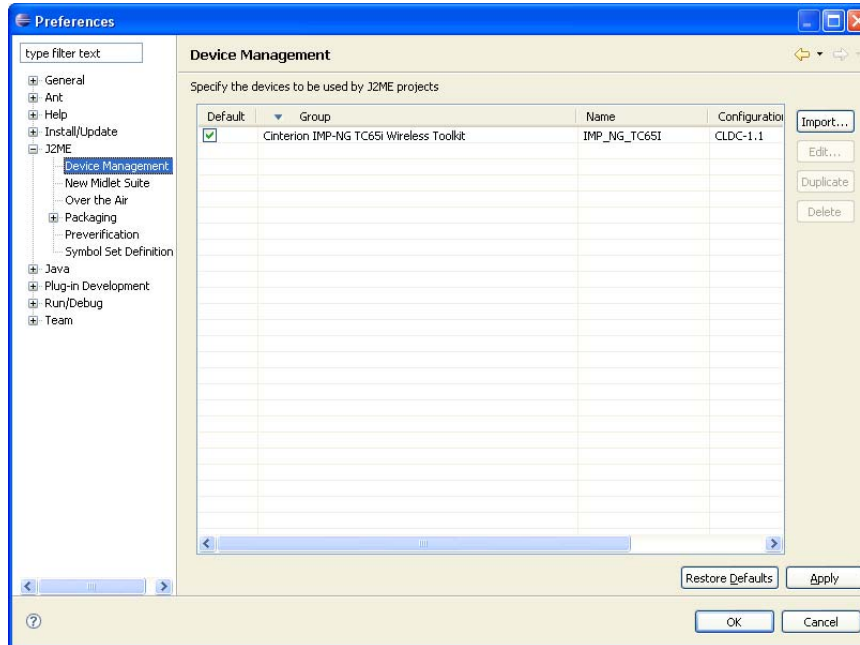 Preferences
type filter text
Device Management
General
Ant
Help
Install/Update
J2ME
Device Management
New Midlet Suite
Over the Air
Packaging
Preverification
Symbol Set Definition
Java
Plug-in Development
Run/Debug
Team
Specify the devices to be used by J2ME projects
Default Group Name Configuration
Cinterion IMP-NG TC65i Wireless Toolkit IMP_NG_TC65I CLDC-1.1
Import...
Edit...
Duplicate
Delete
Restore Defaults Apply
? OK Cancel